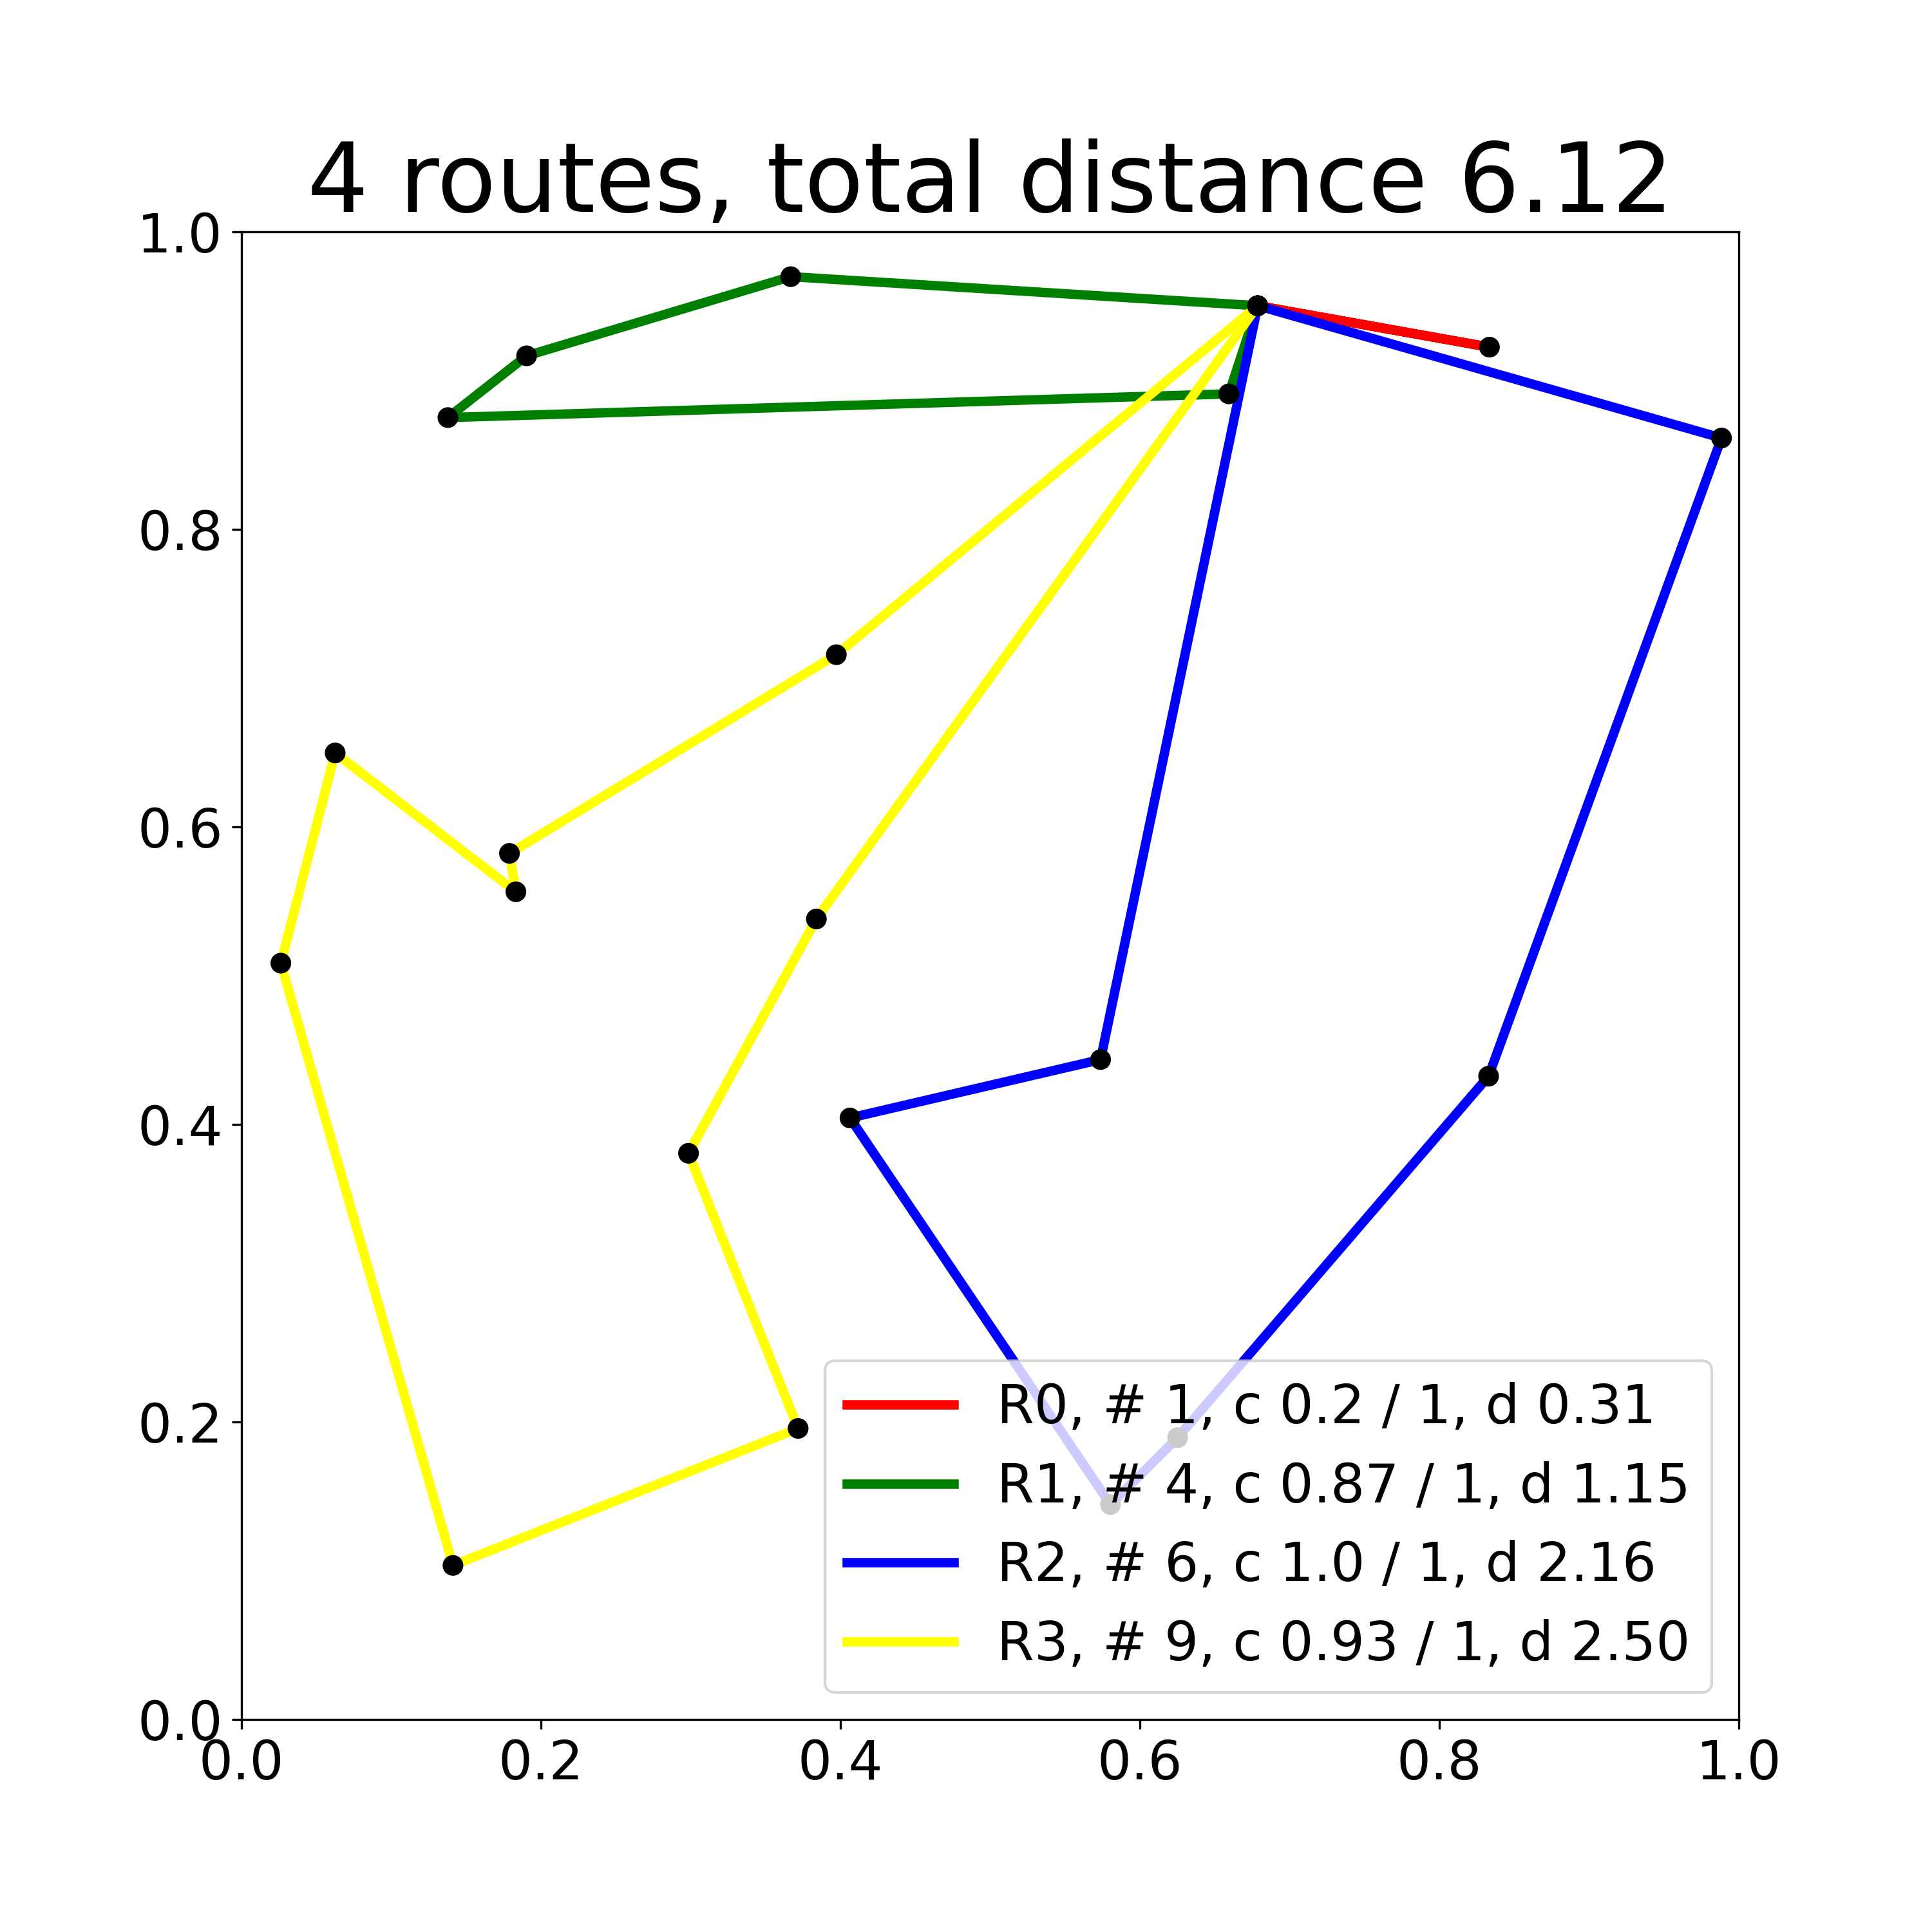 4 routes, total distance 6.12
1.0
0.8
0.6
0.4
0.2
0.0
R0, # 1, c 0.2 / 1, d 0.31
R1, # 4, c 0.87 / 1, d 1.15
R2, # 6, c 1.0 / 1, d 2.16
R3, # 9, c 0.93 / 1, d 2.50
0.0 0.2 0.4 0.6 0.8 1.0